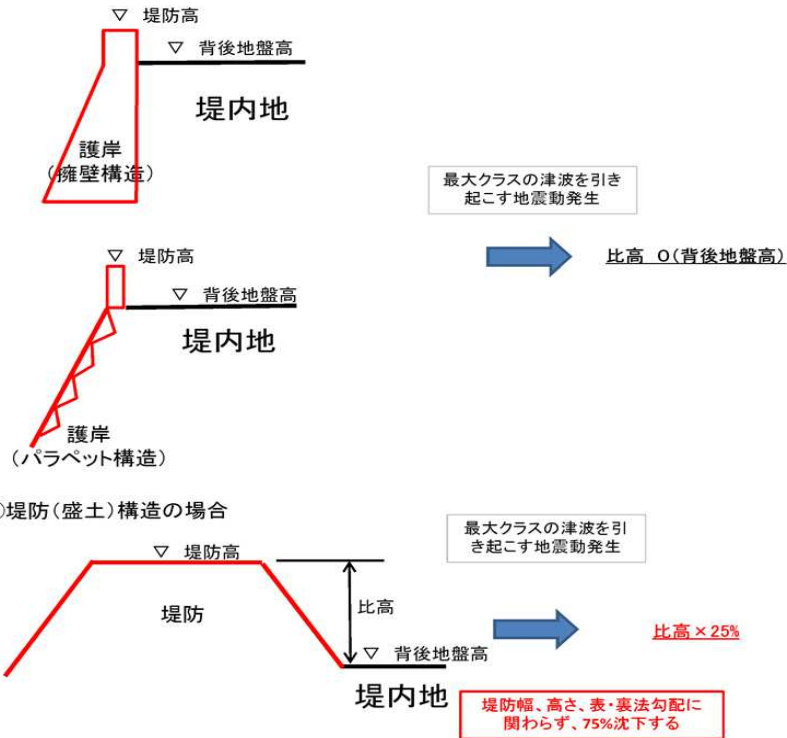 ▽ 堤防高
▽ 背後地盤高
堤内地
護岸
(擁壁構造)
最大クラスの津波を引き
起こす地震動発生
比高 0(背後地盤高)
▽ 堤防高
▽ 背後地盤高
堤内地
護岸
(パラペット構造)
堤防(盛土)構造の場合
最大クラスの津波を引
き起こす地震動発生
▽ 堤防高
堤防
比高
▽ 背後地盤高
堤内地
比高×25%
堤防幅、高さ、表・裏法勾配に
関わらず、75%沈下する